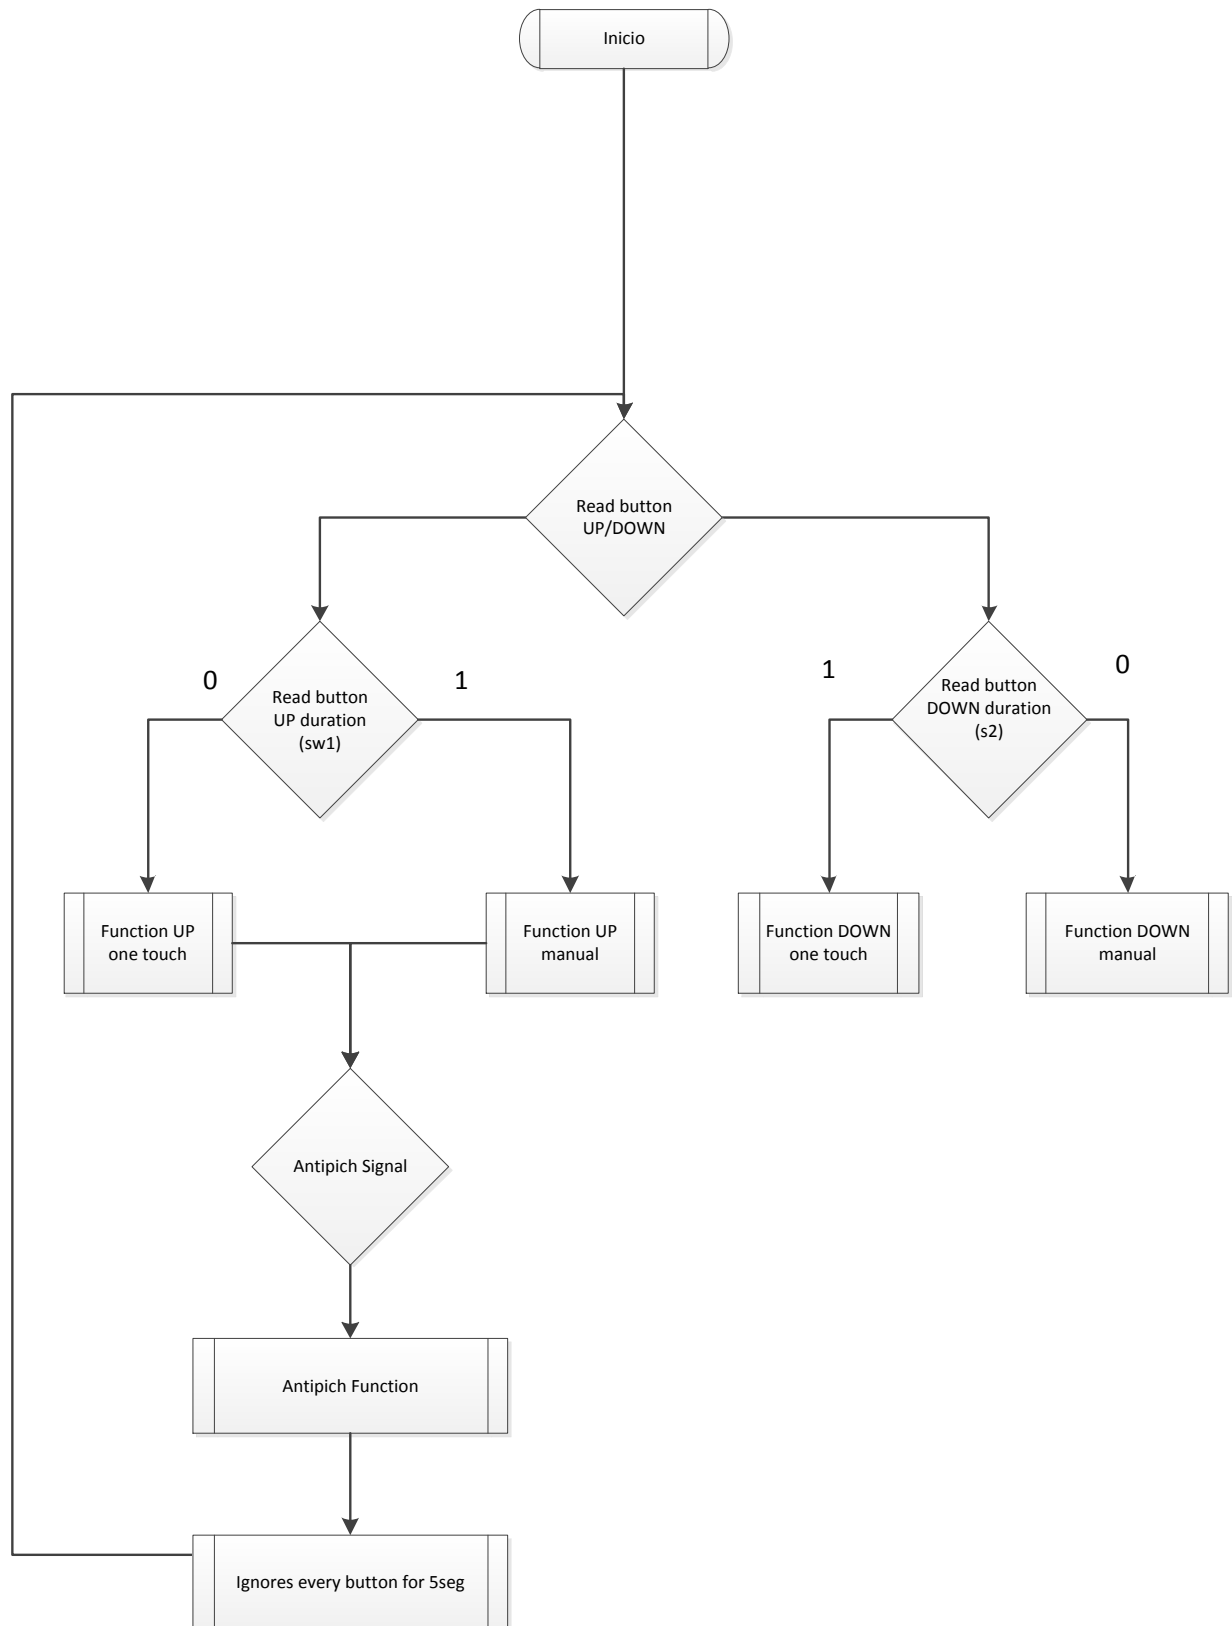 Inicio
Read button
UP/DOWN
0
Read button
UP duration
(sw1)
1
1
Read button
DOWN duration
(s2)
0
Function UP
one touch
Function UP
manual
Function DOWN
one touch
Function DOWN
manual
Antipich Signal
Antipich Function
Ignores every button for 5seg